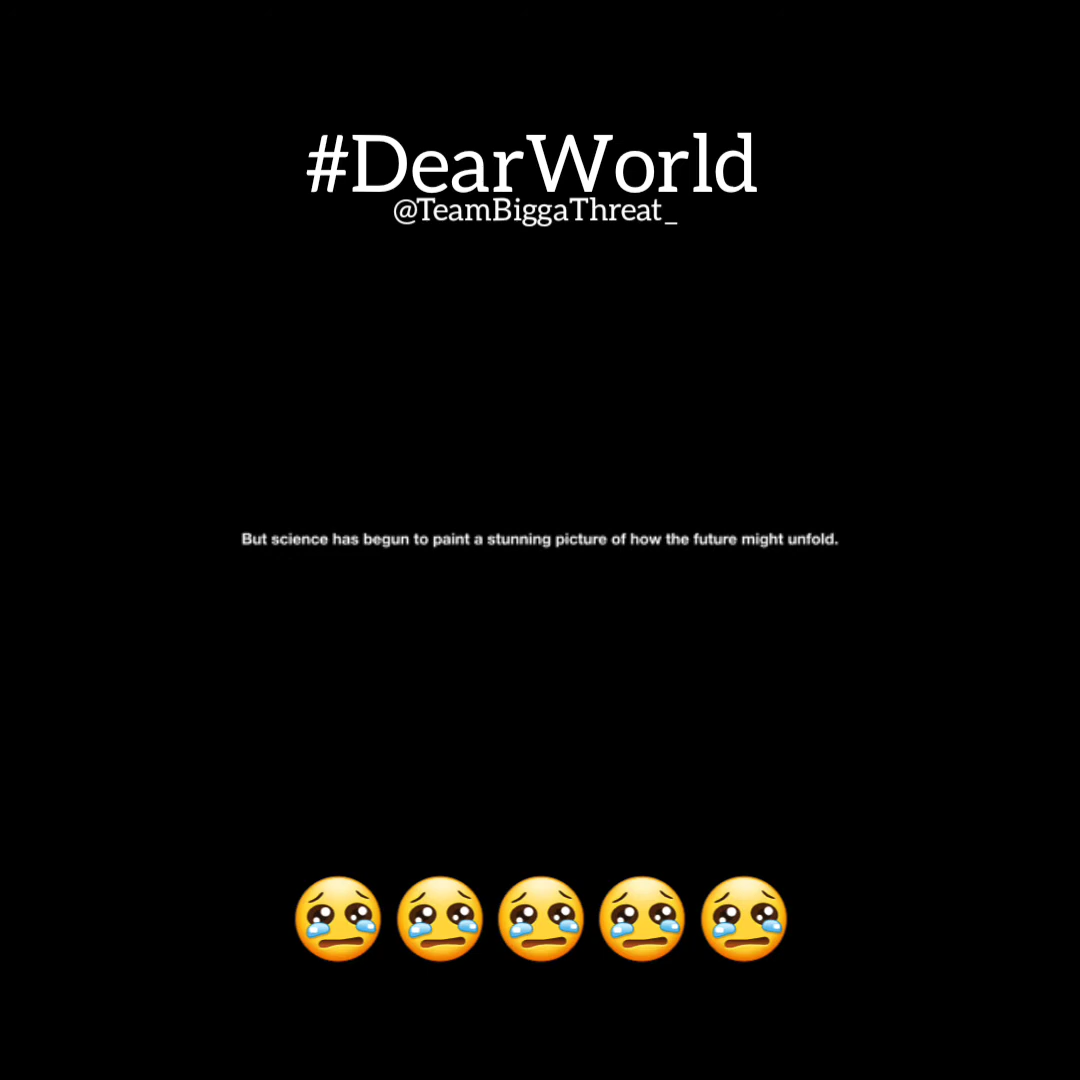 #DearWorld
@TeamBiggaThreat_
But science has begun to paint a stunning picture of how the future might unfold.